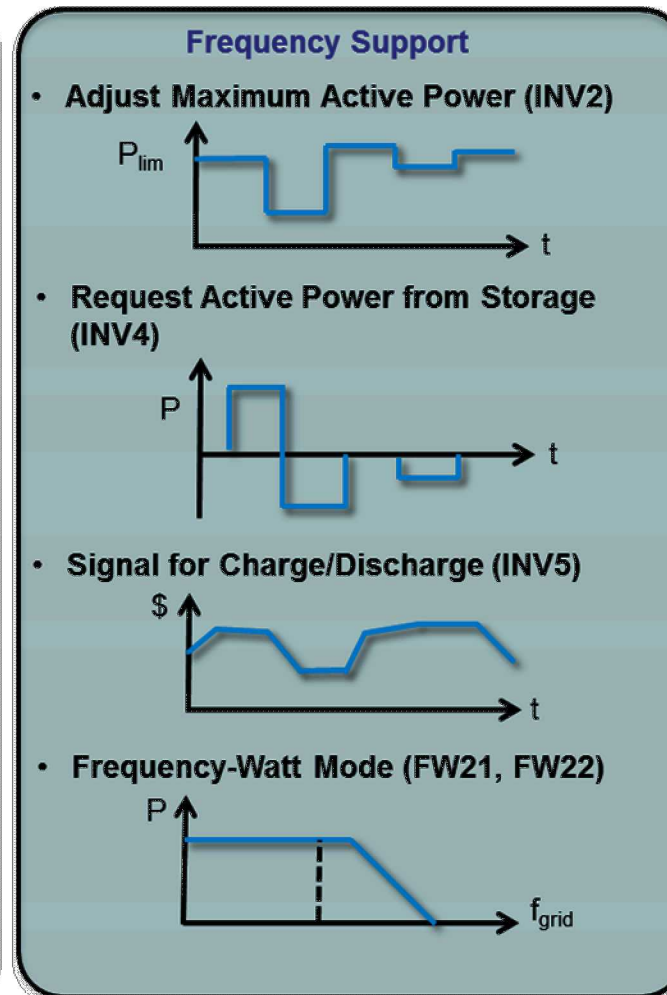 Frequency Support
• Adjust Maximum Active Power (INV2)
Plim
t
• Request Active Power from Storage
(INV4)
P
t
• Signal for Charge/Discharge (INV5)
$
t
• Frequency-Watt Mode (FW21, FW22)
P
fgrid